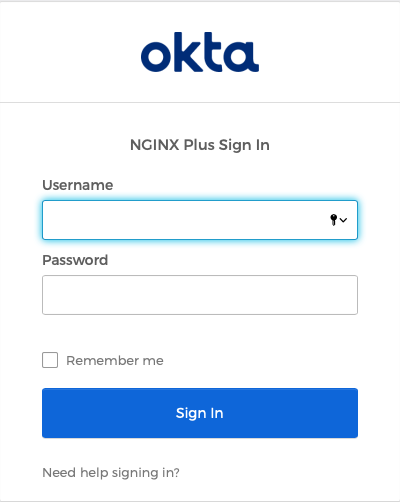 okta
NGINX Plus Sign In
Username
Password
Remember me
Sign In
Need help signing in?